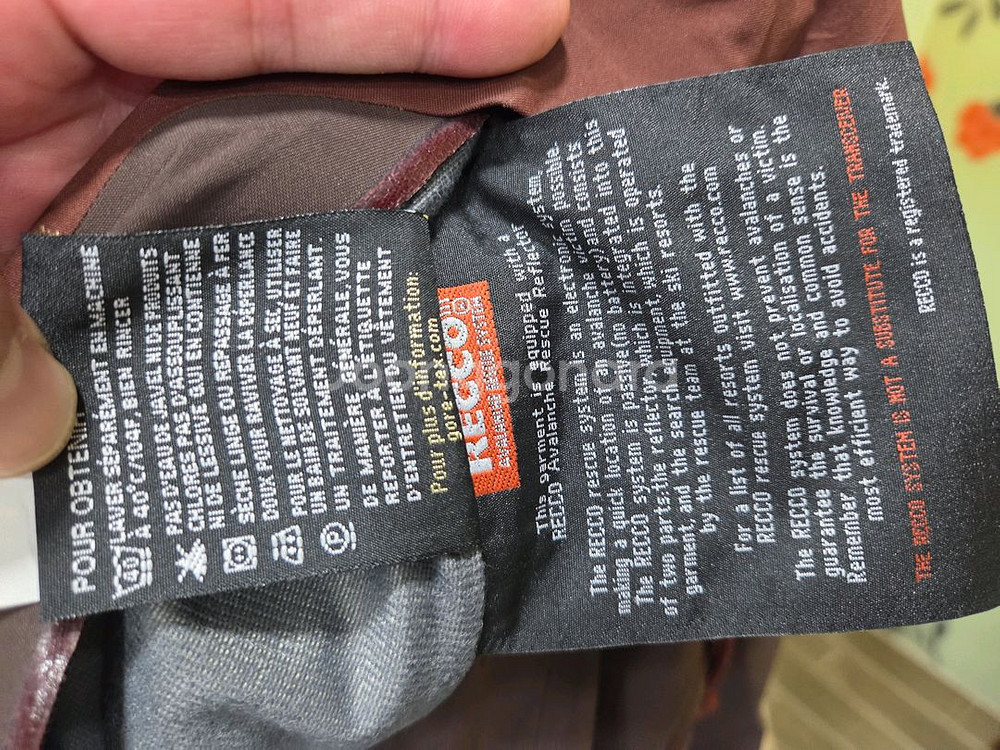 POUR OBTENIR
LAVER SÉPARÉMENT EN MACHINE
À 40°C/104F, BIEN RINCER
PAS D'EAU DE JAVEL NI DE PRODUITS
CHLORÉS PAS D'ASSOUPLISSANT
NI DE LESSIVE QUI EN CONTIENNE
SÈCHE LINGE OU REPASSAGE À FER
DOUX POUR RAVIVER LA DÉPERLANCE
POUR LE NETTOYAGE À SEC, UTILISER
UN BAIN DE SOLVANT CLAIR ET / ET FAIRE
UN TRAITEMENT DÉPERLANT.
DE MANIÈRE GÉNÉRALE VOUS
REPORTER À L'ÉTIQUETTE
D'ENTRETIEN DU VÊTEMENT
Pour plus d'information:
gore-tex.com
RECCO®
AVALANCHE RESCUE SYSTEM
This garment is equipped with a
RECCO Avalanche Rescue Reflector system.
The RECCO rescue system is an electronic possible
making a quick location of an avalanche victim
The RECCO system is passive (no battery) and consists
of two parts: the reflector, which is integrated into this
garment, and the search equipment, which is operated
by the rescue team at the ski resorts.
For a list of all resorts outfitted with the
RECCO rescue system visit www.recco.com
The RECCO system does not prevent avalanches or
guarantee the survival or localisation of a victim.
Remember that knowledge and common sense is the
most efficient way to avoid accidents.
THE RECCO SYSTEM IS NOT A SUBSTITUTE FOR THE TRANSCEIVER
RECCO is a registered trademark.